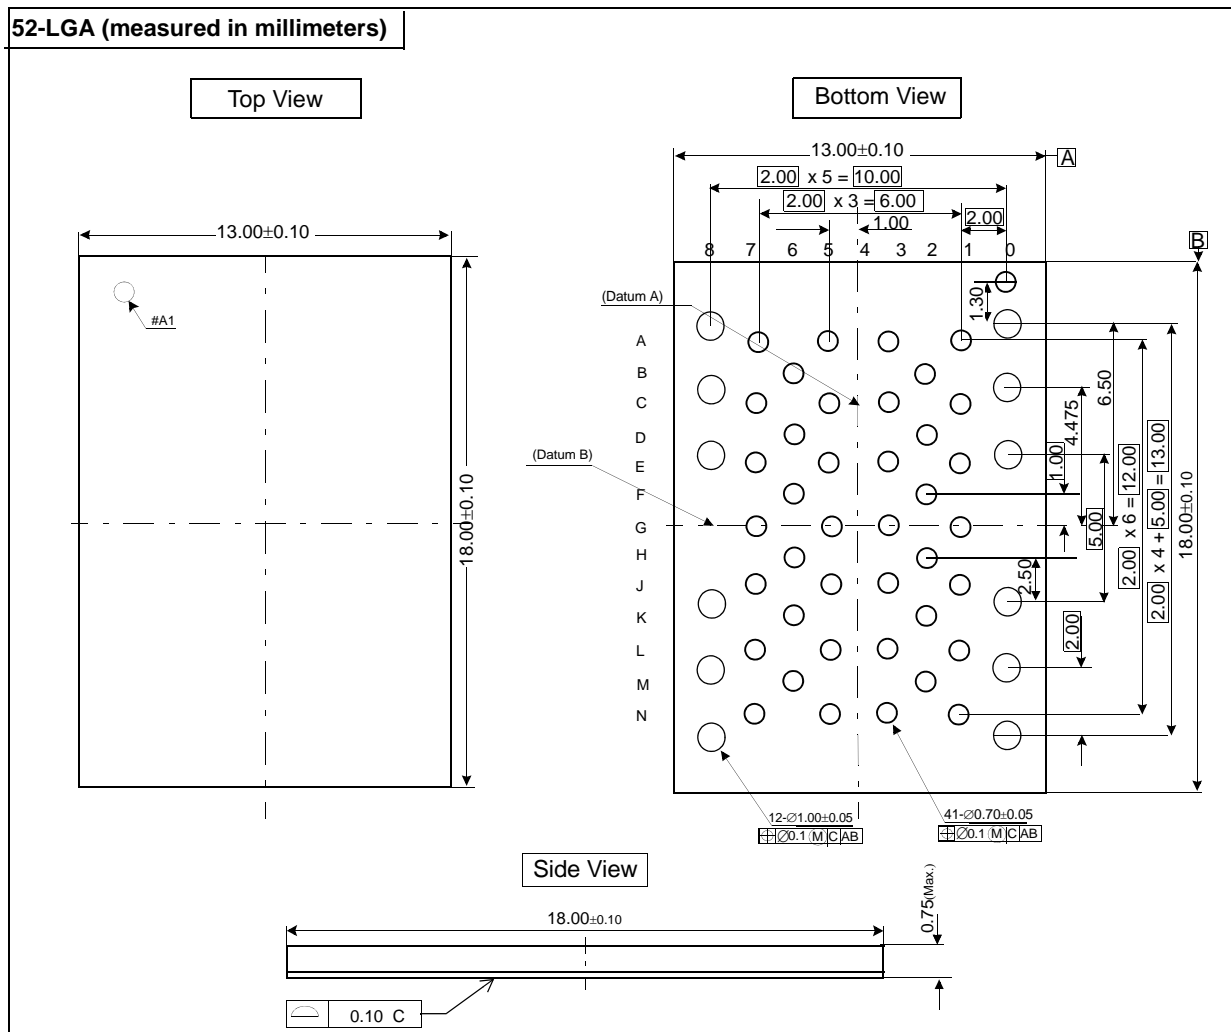 52-LGA (measured in millimeters)
Top View
Bottom View
13.00±0.10
A
2.00 x 5 = 10.00
2.00 x 3 = 6.00
1.00
2.00
13.00±0.10
B
8 7 6 5 4 3 2 1 0
#A1
(Datum A)
1.30
A
B
C
D
E
F
G
H
J
K
L
M
N
(Datum B)
6.50
4.475
1.00
5.00
2.50
2.00
2.00 x 6 = 12.00
2.00 x 4 + 5.00 = 13.00
18.00±0.10
18.00±0.10
12-∅1.00±0.05
⌖ ∅0.1 Ⓜ C AB
41-∅0.70±0.05
⌖ ∅0.1 Ⓜ C AB
Side View
18.00±0.10
0.75(Max.)
0.10 C